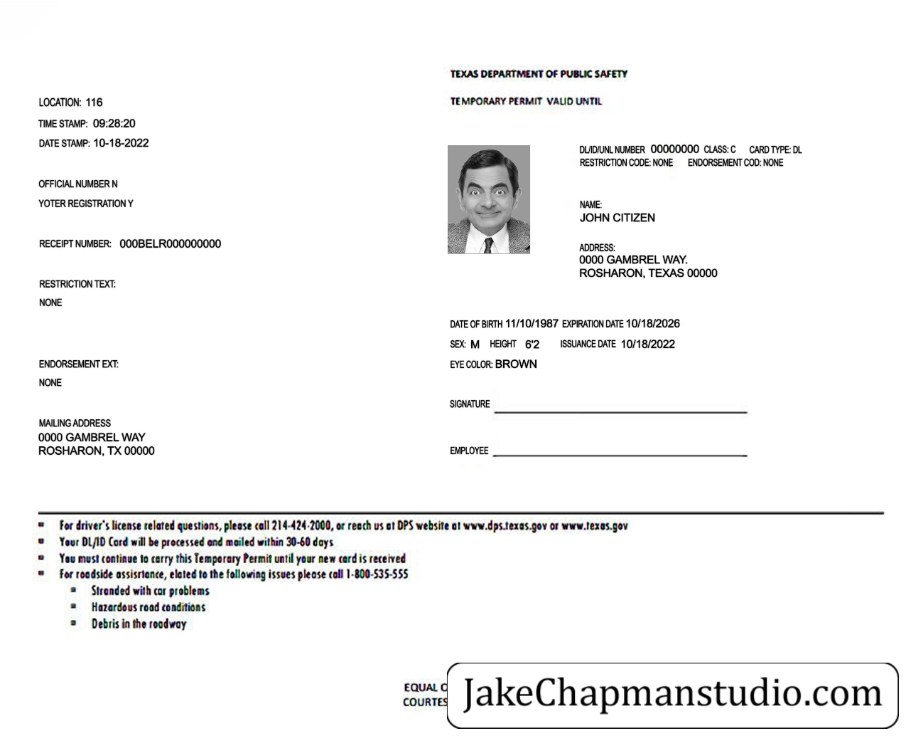 TEXAS DEPARTMENT OF PUBLIC SAFETY
TEMPORARY PERMIT VALID UNTIL
LOCATION: 116
TIME STAMP: 09:28:20
DATE STAMP: 10-18-2022
OFFICIAL NUMBER N
YOTER REGISTRATION Y
RECEIPT NUMBER: 000BELR000000000
RESTRICTION TEXT:
NONE
ENDORSEMENT EXT:
NONE
MAILING ADDRESS
0000 GAMBREL WAY
ROSHARON, TX 00000
DL/ID/UNL NUMBER 00000000 CLASS: C CARD TYPE: DL
RESTRICTION CODE: NONE ENDORSEMENT COD: NONE
NAME:
JOHN CITIZEN
ADDRESS:
0000 GAMBREL WAY.
ROSHARON, TEXAS 00000
DATE OF BIRTH 11/10/1987 EXPIRATION DATE 10/18/2026
SEX: M HEIGHT 6'2 ISSUANCE DATE 10/18/2022
EYE COLOR: BROWN
SIGNATURE
EMPLOYEE
For driver's license related questions, please call 214-424-2000, or reach us at DPS website at www.dps.texas.gov or www.texas.gov
Your DL/ID Card will be processed and mailed within 30-60 days
You must continue to carry this Temporary Permit until your new card is received
For roadside assisrtance, elated to the following issues please call 1-800-535-555
Stranded with car problems
Hazardous road conditions
Debris in the roadway
EQUAL
COURTES
JakeChapmanstudio.com